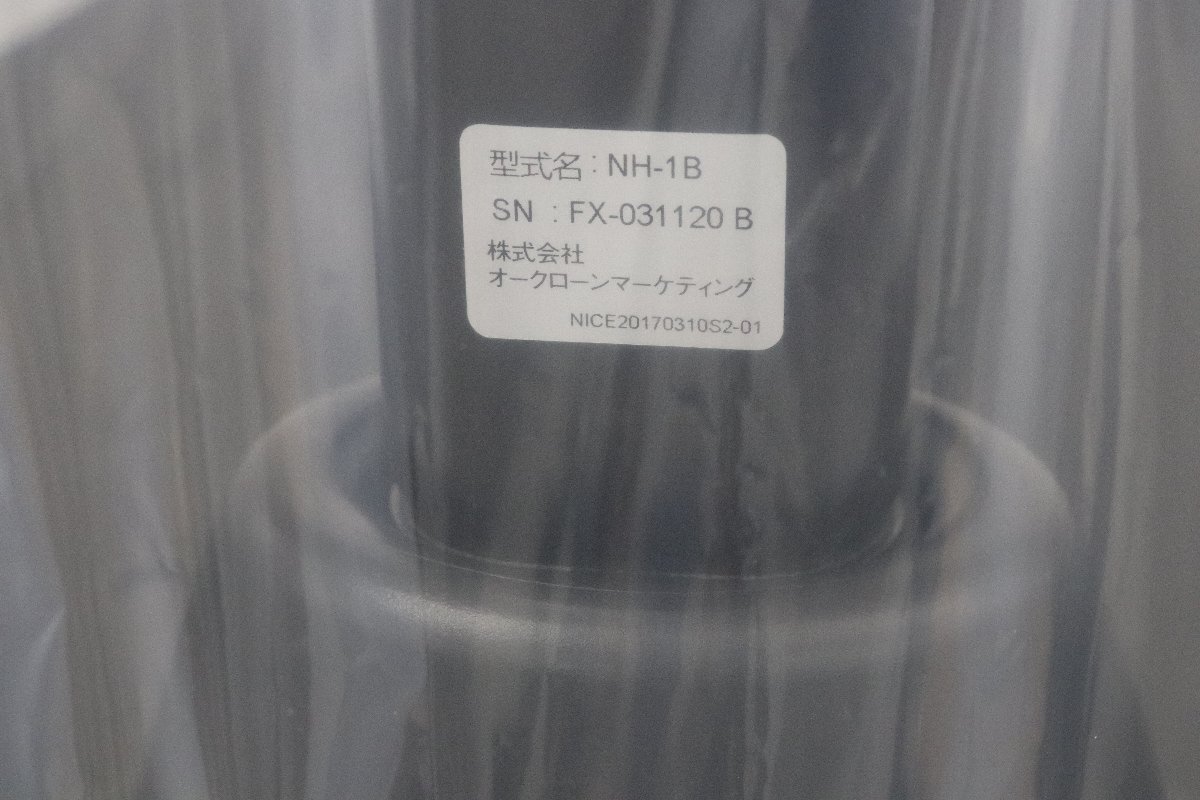 型式名：NH-1B
SN ：FX-031120 B
株式会社
オークローンマーケティング
NICE20170310S2-01